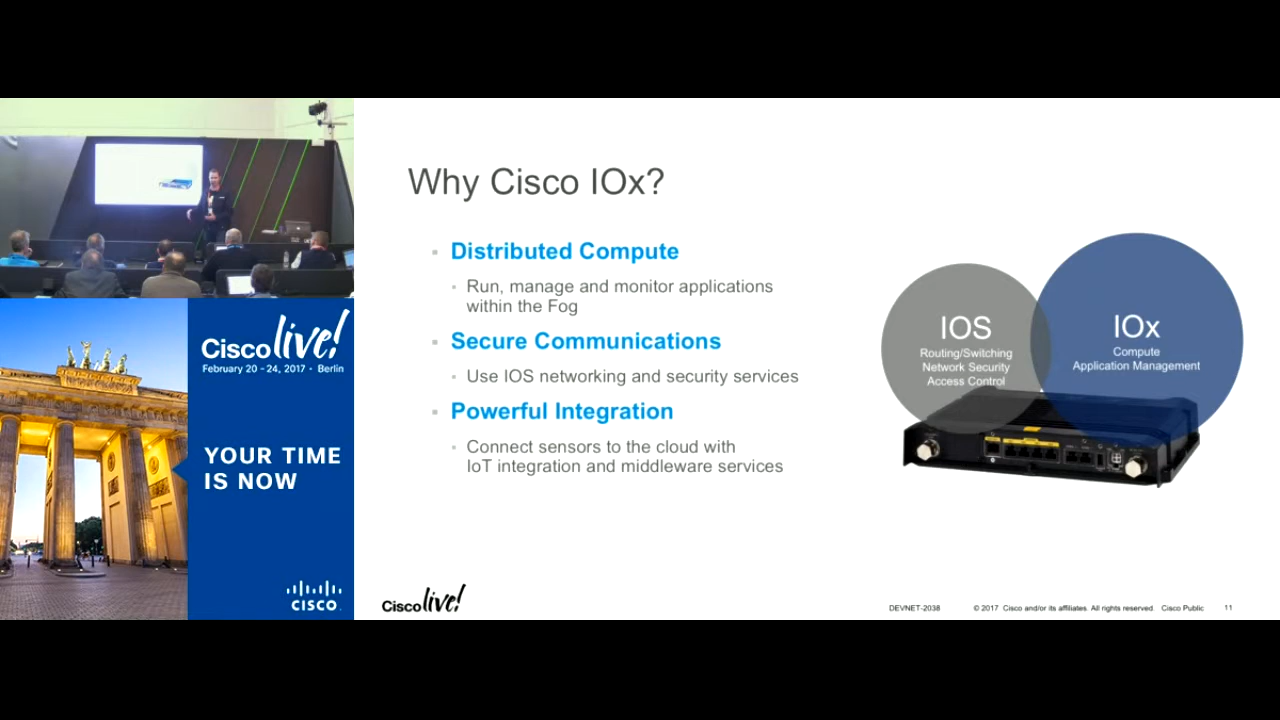 Why Cisco IOx?
Distributed Compute
Run, manage and monitor applications
within the Fog
Secure Communications
Use IOS networking and security services
Powerful Integration
Connect sensors to the cloud with
IoT integration and middleware services
IOS
Routing/Switching
Network Security
Access Control
IOx
Compute
Application Management
Cisco live!
February 20 - 24, 2017 • Berlin
YOUR TIME
IS NOW
CISCO
Cisco live!
DEVNET-2038
© 2017 Cisco and/or its affiliates. All rights reserved. Cisco Public
11